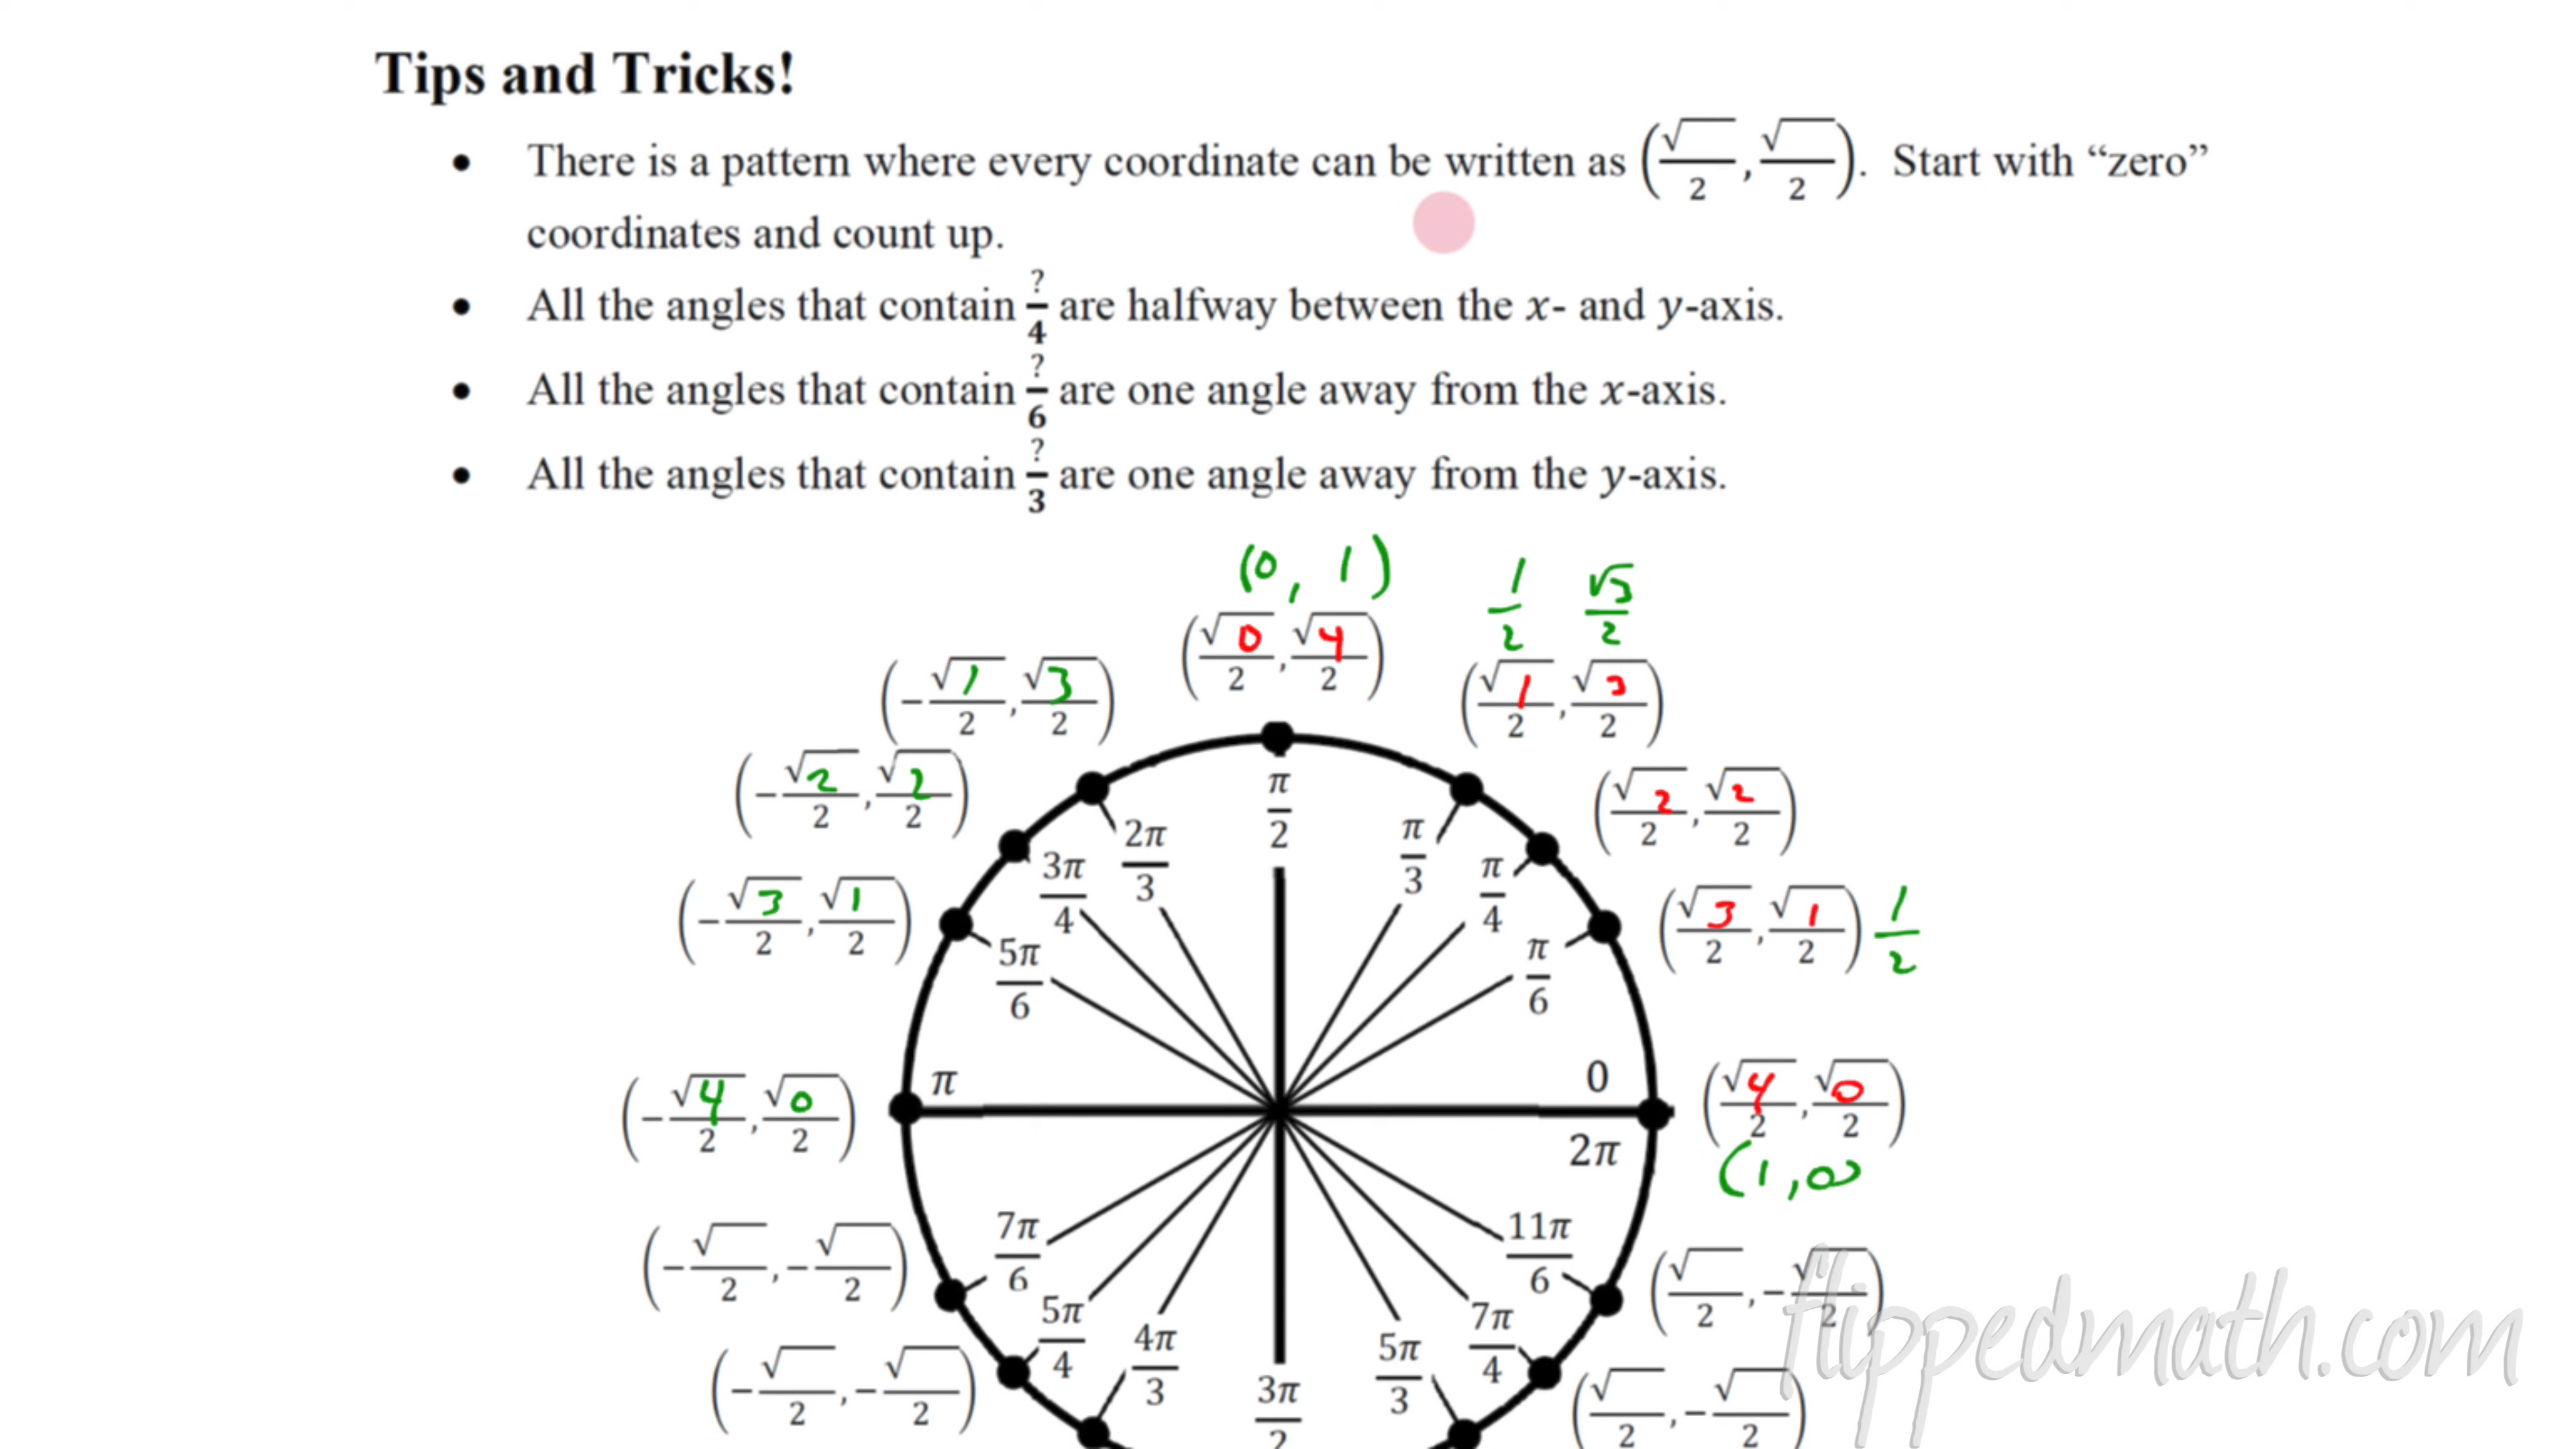 Tips and Tricks!
• There is a pattern where every coordinate can be written as (√ /2, √ /2). Start with “zero”
coordinates and count up.
• All the angles that contain ?/4 are halfway between the x- and y-axis.
• All the angles that contain ?/6 are one angle away from the x-axis.
• All the angles that contain ?/3 are one angle away from the y-axis.
(0, 1)
1/2 √3/2
(√0/2, √4/2)
(-√1/2, √3/2)
(√1/2, √3/2)
(-√2/2, √2/2)
(√2/2, √2/2)
π/2
2π/3
π/3
3π/4
π/4
(-√3/2, √1/2)
(√3/2, √1/2) 1/2
5π/6
π/6
(-√4/2, √0/2)
π
0
(√4/2, √0/2)
2π
(1,0)
(-√ /2, -√ /2)
7π/6
11π/6
(√ /2, -√ /2)
flippedmath.com
5π/4
4π/3
3π/2
5π/3
7π/4
(-√ /2, -√ /2)
(√ /2, -√ /2)